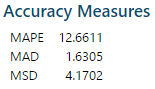 Accuracy Measures
MAPE 12.6611
MAD 1.6305
MSD 4.1702